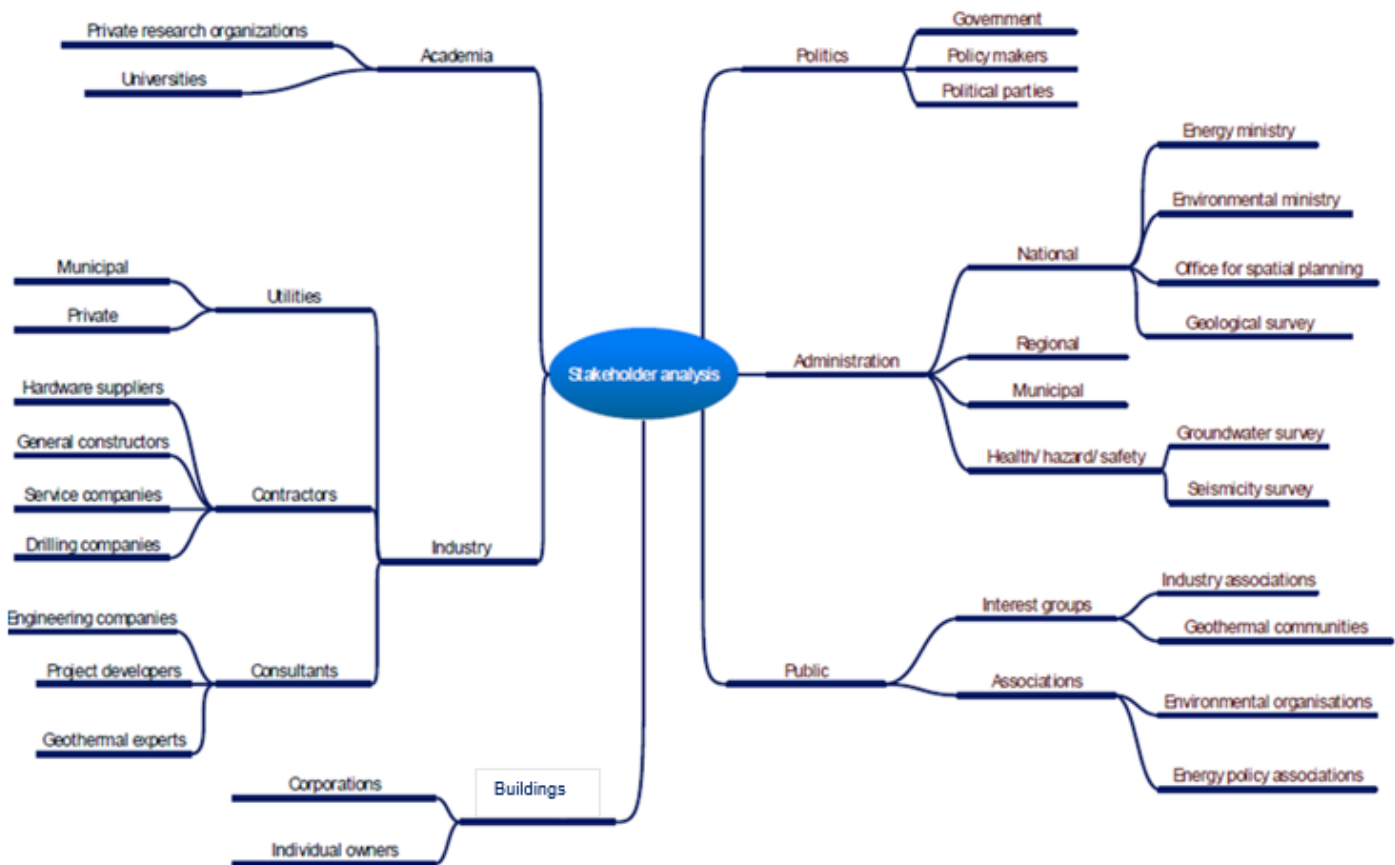 Stakeholder analysis
Academia
Private research organizations
Universities
Industry
Utilities
Municipal
Private
Contractors
Hardware suppliers
General constructors
Service companies
Drilling companies
Consultants
Engineering companies
Project developers
Geothermal experts
Buildings
Corporations
Individual owners
Politics
Government
Policy makers
Political parties
Administration
National
Energy ministry
Environmental ministry
Office for spatial planning
Geological survey
Regional
Municipal
Health/ hazard/ safety
Groundwater survey
Seismicity survey
Public
Interest groups
Industry associations
Geothermal communities
Associations
Environmental organisations
Energy policy associations